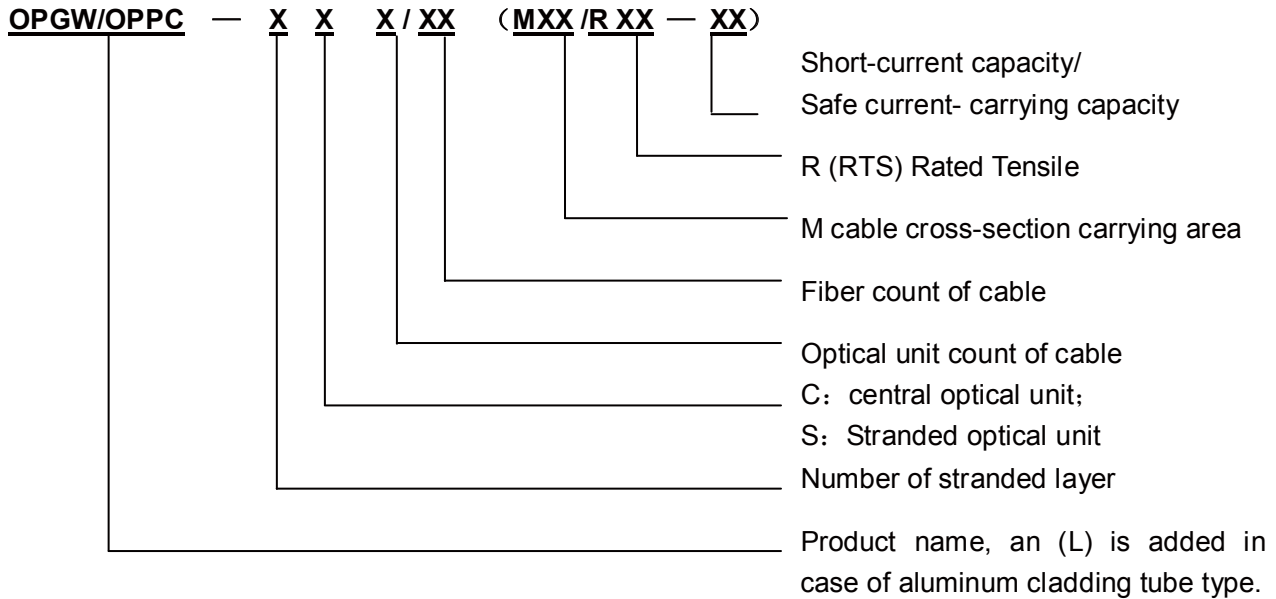 OPGW/OPPC — X X X / XX （MXX /R XX — XX）
Short-current capacity/
Safe current- carrying capacity
R (RTS) Rated Tensile
M cable cross-section carrying area
Fiber count of cable
Optical unit count of cable
C：central optical unit；
S：Stranded optical unit
Number of stranded layer
Product name, an (L) is added in
case of aluminum cladding tube type.